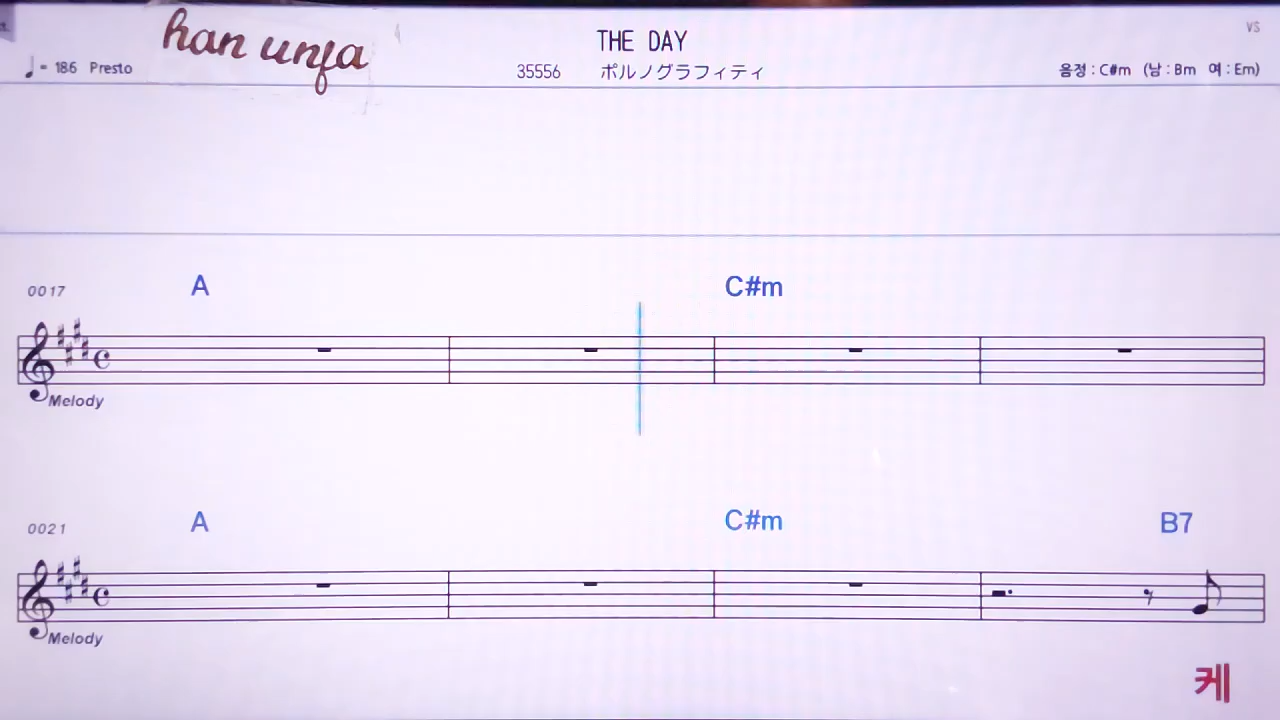 han unfa
THE DAY
VS
♩= 186 Presto
35556 ポルノグラフィティ
음정 : C#m (남 : Bm 여 : Em)
0017 A C#m
Melody
0021 A C#m B7
Melody
케